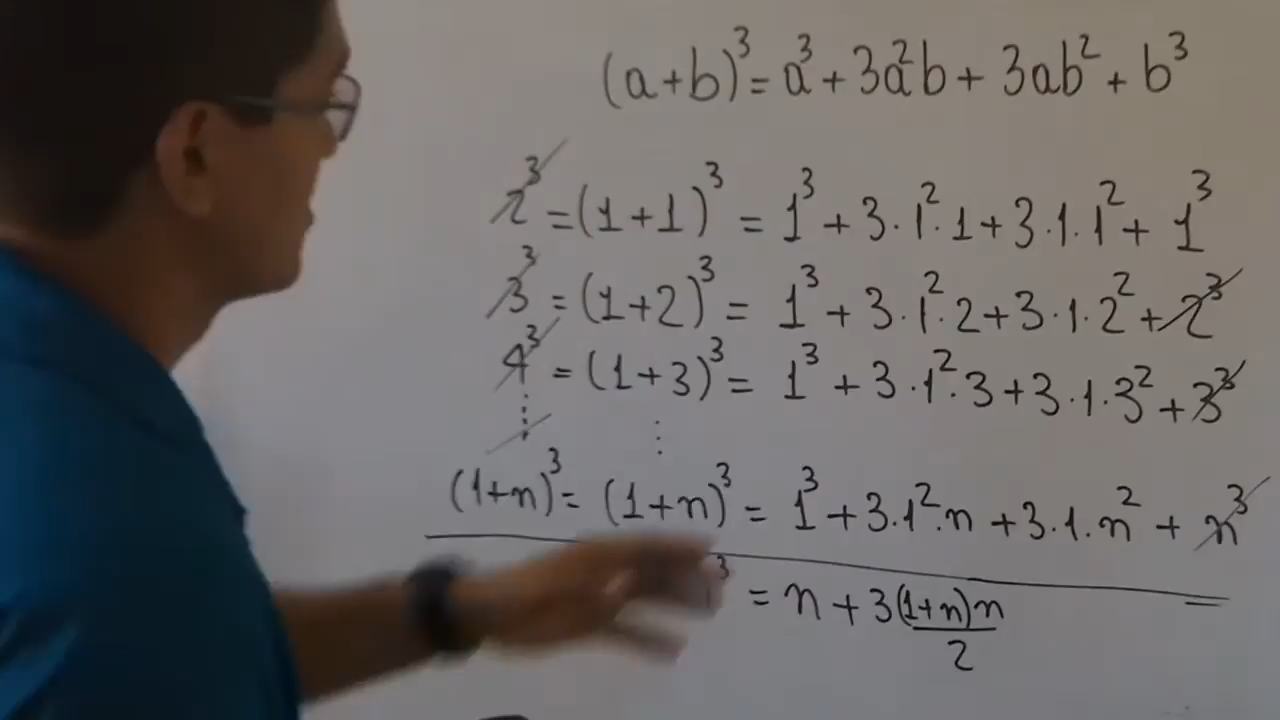 (a+b)³ = a³ + 3a²b + 3ab² + b³
2³ = (1+1)³ = 1³ + 3·1²·1 + 3·1·1² + 1³
3³ = (1+2)³ = 1³ + 3·1²·2 + 3·1·2² + 2³
4³ = (1+3)³ = 1³ + 3·1²·3 + 3·1·3² + 3³
⋮ ⋮
(1+n)³ = (1+n)³ = 1³ + 3·1²·n + 3·1·n² + n³
³ = n + 3(1+n)n/2